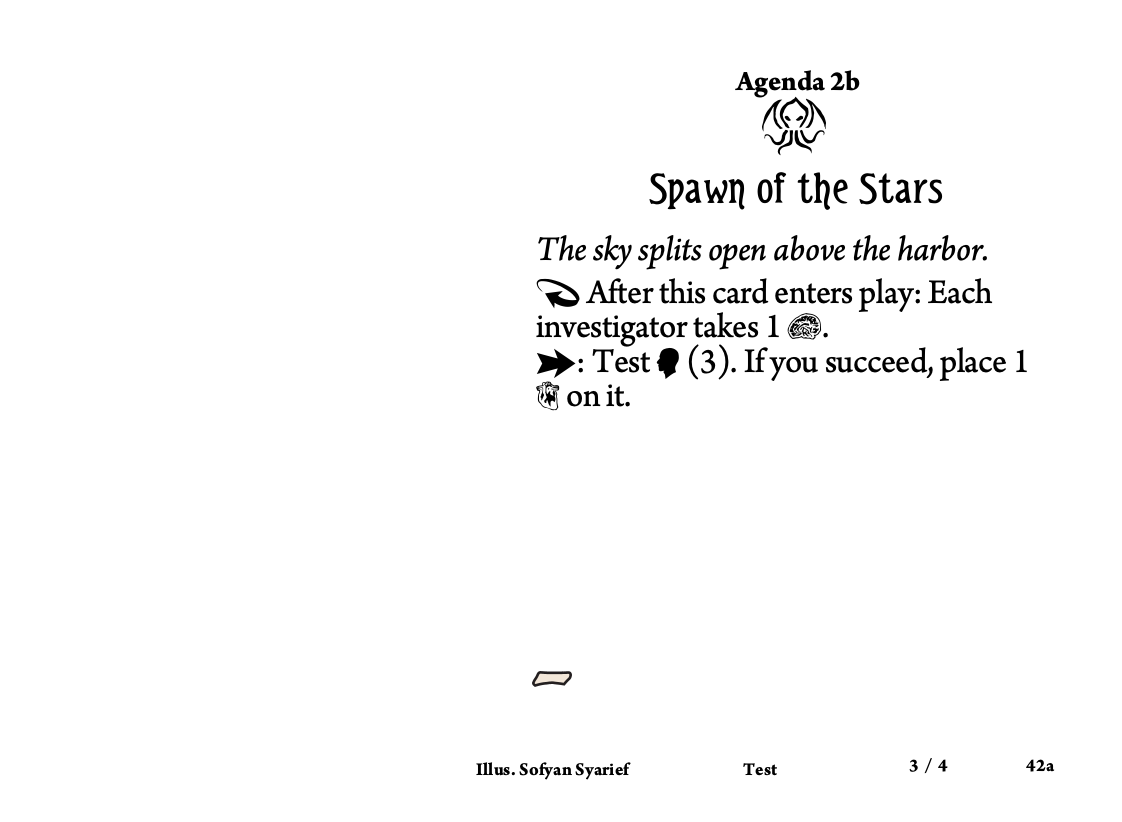 Agenda 2b
Spawn of the Stars
The sky splits open above the harbor.
After this card enters play: Each
investigator takes 1 .
: Test (3). If you succeed, place 1
on it.
Illus. Sofyan Syarief Test 3 / 4 42a